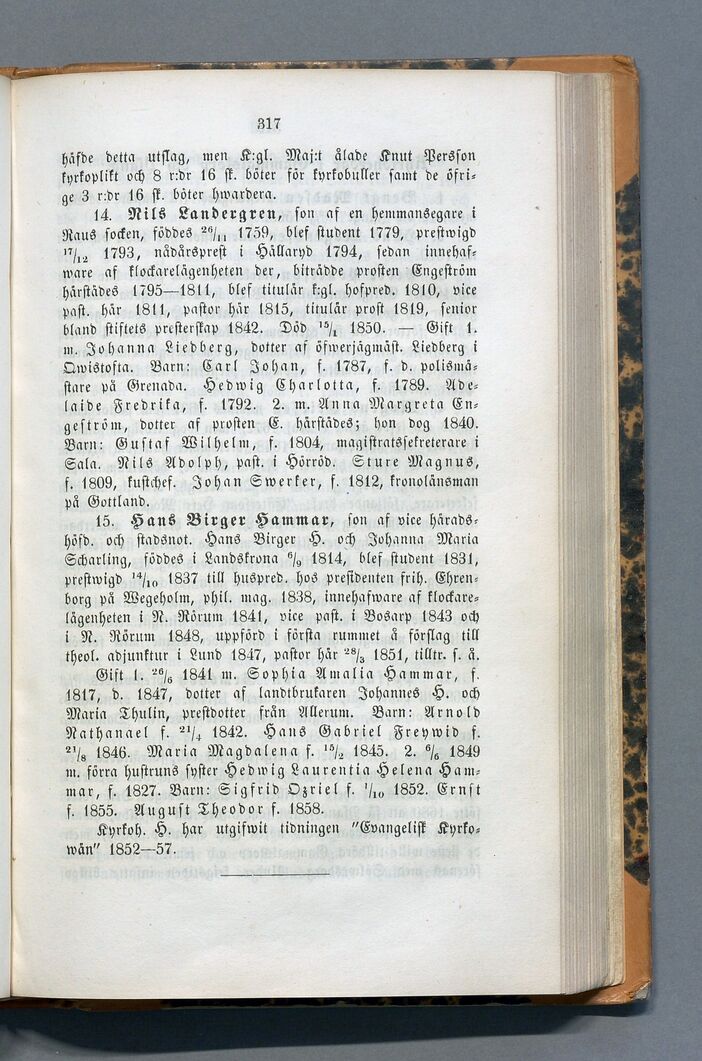 317
häfde detta utslag, men K:gl. Maj:t ålade Knut Persson
kyrkoplikt och 8 r:dr 16 sk. böter för kyrkobuller samt de öfri-
ge 3 r:dr 16 sk. böter hwardera.
14. Nils Landergren, son af en hemmansegare i
Raus socken, föddes 26/11 1759, blef student 1779, prestwigd
17/12 1793, nådårsprest i Hällaryd 1794, sedan innehaf-
ware af klockarelägenheten der, biträdde prosten Engeström
härstädes 1795—1811, blef titulär k:gl. hofpred. 1810, vice
past. här 1811, pastor här 1815, titulär prost 1819, senior
bland stiftets presterskap 1842. Död 15/1 1850. — Gift 1.
m. Johanna Liedberg, dotter af öfwerjägmäst. Liedberg i
Qwistofta. Barn: Carl Johan, f. 1787, f. d. polismä-
stare på Grenada. Hedwig Charlotta, f. 1789. Ade-
laide Fredrika, f. 1792. 2. m. Anna Margreta En-
geström, dotter af prosten E. härstädes; hon dog 1840.
Barn: Gustaf Wilhelm, f. 1804, magistratssekreterare i
Sala. Nils Adolph, past. i Hörröd. Sture Magnus,
f. 1809, kustchef. Johan Swerker, f. 1812, kronolänsman
på Gottland.
15. Hans Birger Hammar, son af vice härads-
höfd. och stadsnot. Hans Birger H. och Johanna Maria
Scharling, föddes i Landskrona 6/9 1814, blef student 1831,
prestwigd 14/10 1837 till huspred. hos presidenten frih. Ehren-
borg på Wegeholm, phil. mag. 1838, innehafware af klockare-
lägenheten i N. Rörum 1841, vice past. i Bosarp 1843 och
i N. Rörum 1848, uppförd i första rummet å förslag till
theol. adjunktur i Lund 1847, pastor här 28/3 1851, tilltr. s. å.
Gift 1. 26/6 1841 m. Sophia Amalia Hammar, f.
1817, d. 1847, dotter af landtbrukaren Johannes H. och
Maria Thulin, prestdotter från Allerum. Barn: Arnold
Nathanael f. 21/4 1842. Hans Gabriel Freywid f.
21/8 1846. Maria Magdalena f. 15/2 1845. 2. 6/6 1849
m. förra hustruns syster Hedwig Laurentia Helena Ham-
mar, f. 1827. Barn: Sigfrid Ozriel f. 1/10 1852. Ernst
f. 1855. August Theodor f. 1858.
Kyrkoh. H. har utgifwit tidningen "Evangelisk Kyrko-
wän" 1852—57.